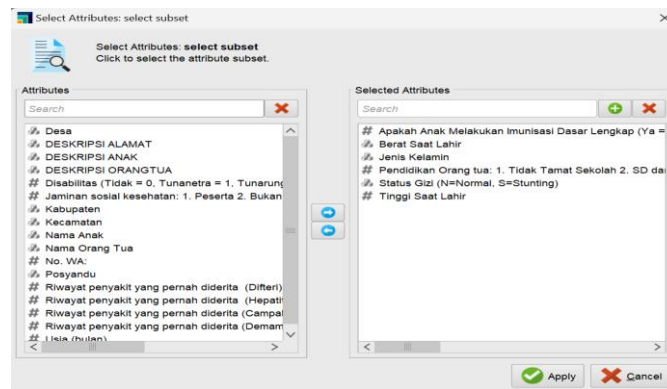 Select Attributes: select subset
Select Attributes: select subset
Click to select the attribute subset.
Attributes
Search
Desa
DESKRIPSI ALAMAT
DESKRIPSI ANAK
DESKRIPSI ORANGTUA
# Disabilitas (Tidak = 0, Tunanetra = 1, Tunarung
# Jaminan sosial kesehatan: 1. Peserta 2. Bukan
Kabupaten
Kecamatan
Nama Anak
Nama Orang Tua
# No. WA:
Posyandu
# Riwayat penyakit yang pernah diderita (Difteri)
# Riwayat penyakit yang pernah diderita (Hepati
# Riwayat penyakit yang pernah diderita (Campa
# Riwayat penyakit yang pernah diderita (Demam
# Usia (bulan)
Selected Attributes
Search
# Apakah Anak Melakukan Imunisasi Dasar Lengkap (Ya =
Berat Saat Lahir
Jenis Kelamin
# Pendidikan Orang tua: 1. Tidak Tamat Sekolah 2. SD da
Status Gizi (N=Normal, S=Stunting)
# Tinggi Saat Lahir
Apply
Cancel